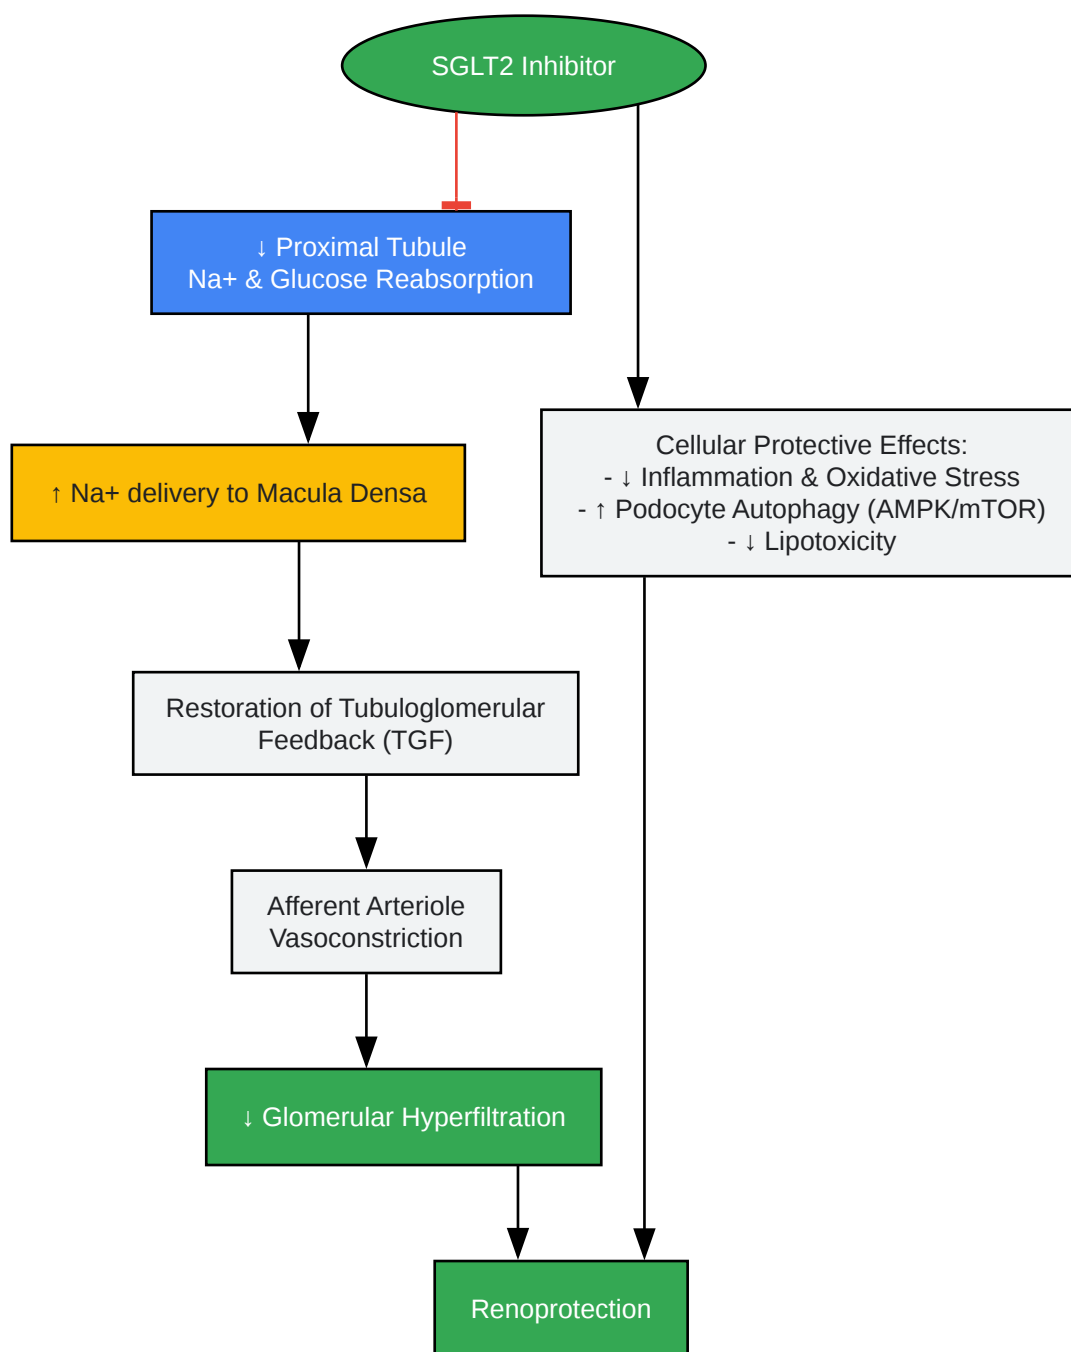 SGLT2 Inhibitor
↓ Proximal Tubule
Na+ & Glucose Reabsorption
↑ Na+ delivery to Macula Densa
Cellular Protective Effects:
- ↓ Inflammation & Oxidative Stress
- ↑ Podocyte Autophagy (AMPK/mTOR)
- ↓ Lipotoxicity
Restoration of Tubuloglomerular
Feedback (TGF)
Afferent Arteriole
Vasoconstriction
↓ Glomerular Hyperfiltration
Renoprotection